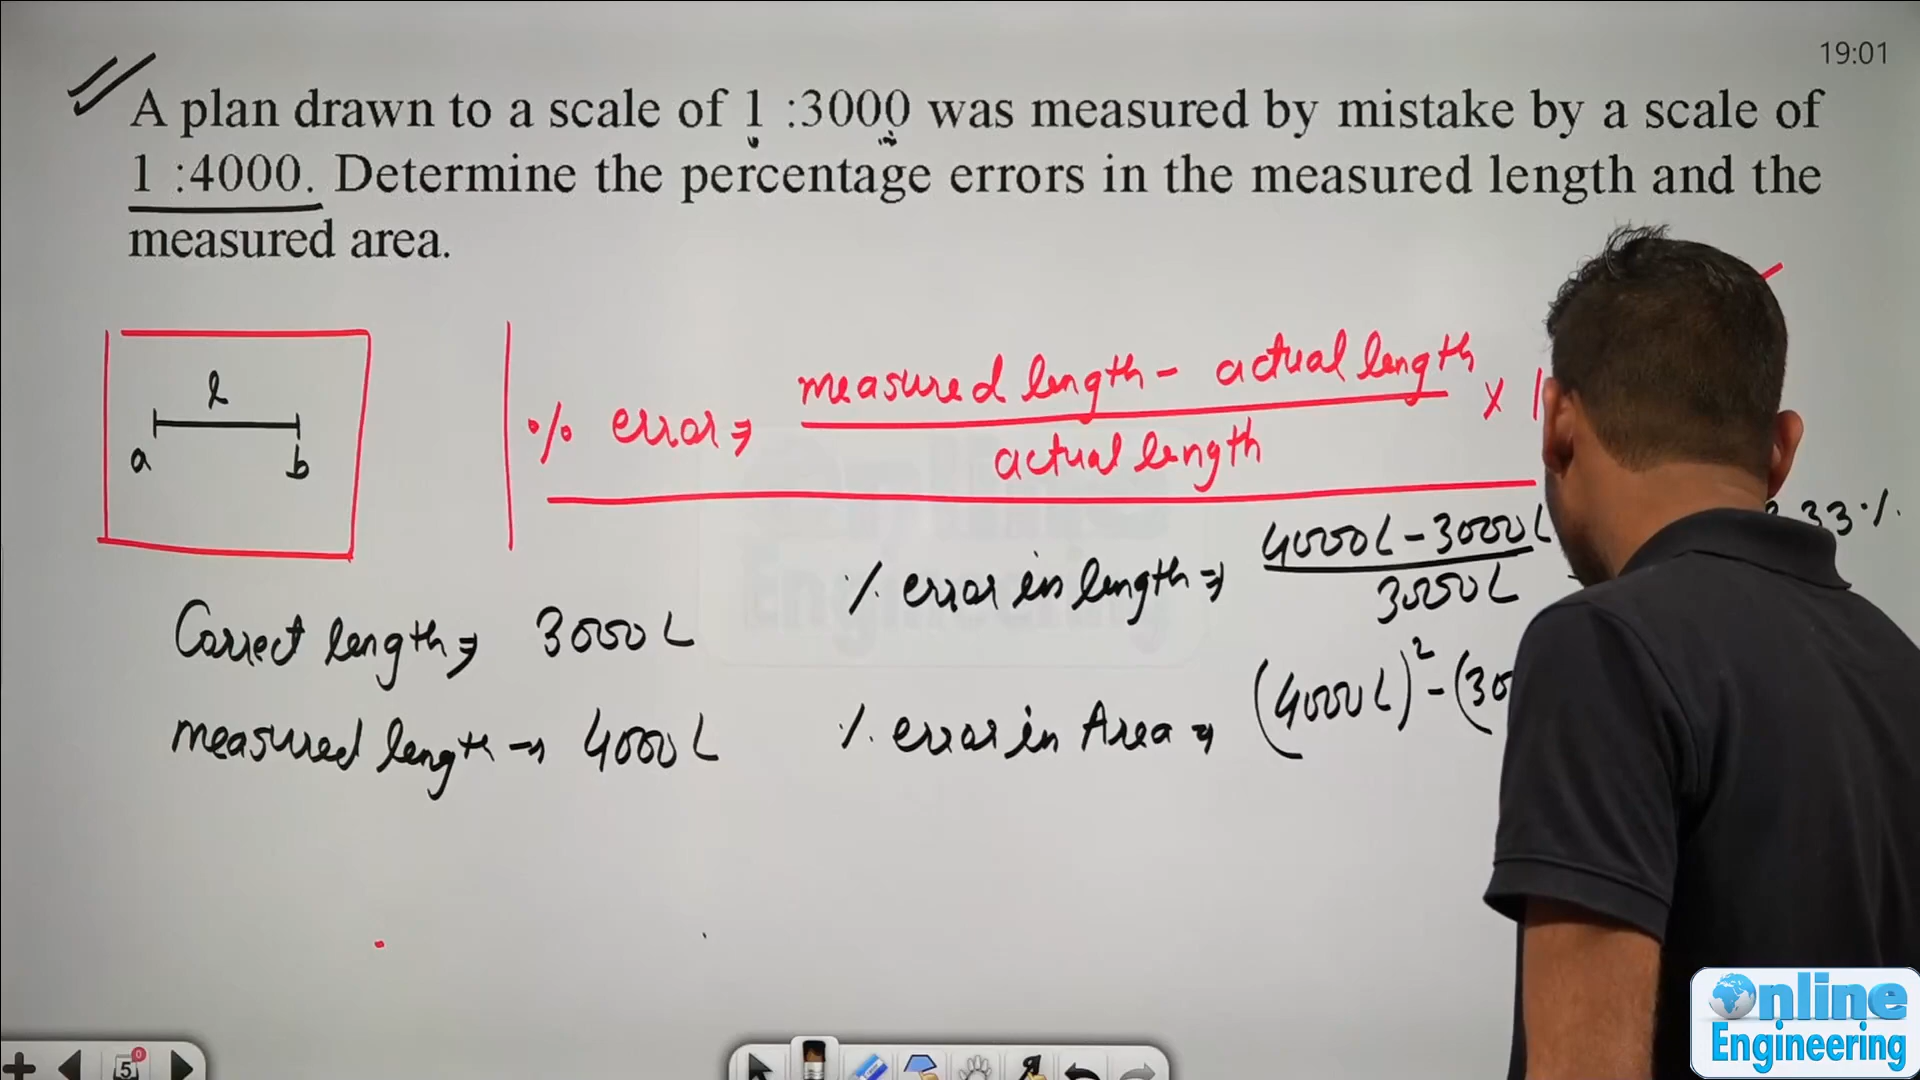 19:01
A plan drawn to a scale of 1 :3000 was measured by mistake by a scale of
1 :4000. Determine the percentage errors in the measured length and the
measured area.
l
a b
% error ⇒ measured length - actual length × 1
actual length
Correct length ⇒ 3000 L
measured length → 4000 L
% error in length ⇒ 4000L - 3000L
3000L
33%
% error in Area ⇒ (4000L)² - (30
5
0
Online
Engineering